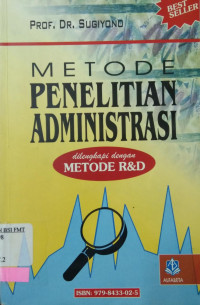 PROF. DR. SUGIYONO
BEST
SELLER
METODE
PENELITIAN
ADMINISTRASI
dilengkapi dengan
METODE R&D
ALFABETA
ISBN: 979-8433-02-5